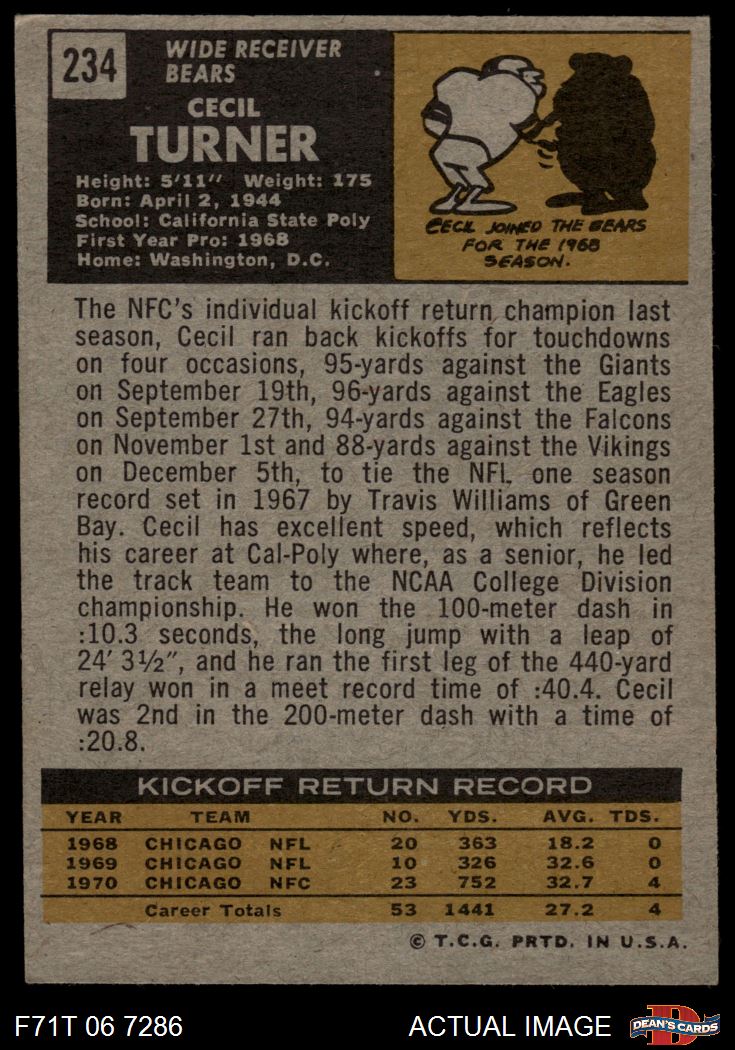 234
WIDE RECEIVER
BEARS
CECIL
TURNER
Height: 5'11'' Weight: 175
Born: April 2, 1944
School: California State Poly
First Year Pro: 1968
Home: Washington, D.C.
CECIL JOINED THE BEARS
FOR THE 1968
SEASON.
The NFC's individual kickoff return champion last
season, Cecil ran back kickoffs for touchdowns
on four occasions, 95-yards against the Giants
on September 19th, 96-yards against the Eagles
on September 27th, 94-yards against the Falcons
on November 1st and 88-yards against the Vikings
on December 5th, to tie the NFL one season
record set in 1967 by Travis Williams of Green
Bay. Cecil has excellent speed, which reflects
his career at Cal-Poly where, as a senior, he led
the track team to the NCAA College Division
championship. He won the 100-meter dash in
:10.3 seconds, the long jump with a leap of
24' 3½", and he ran the first leg of the 440-yard
relay won in a meet record time of :40.4. Cecil
was 2nd in the 200-meter dash with a time of
:20.8.
KICKOFF RETURN RECORD
YEAR TEAM NO. YDS. AVG. TDS.
1968 CHICAGO NFL 20 363 18.2 0
1969 CHICAGO NFL 10 326 32.6 0
1970 CHICAGO NFC 23 752 32.7 4
Career Totals 53 1441 27.2 4
© T.C.G. PRTD. IN U.S.A.
F71T 06 7286 ACTUAL IMAGE
D
DEAN'S CARDS